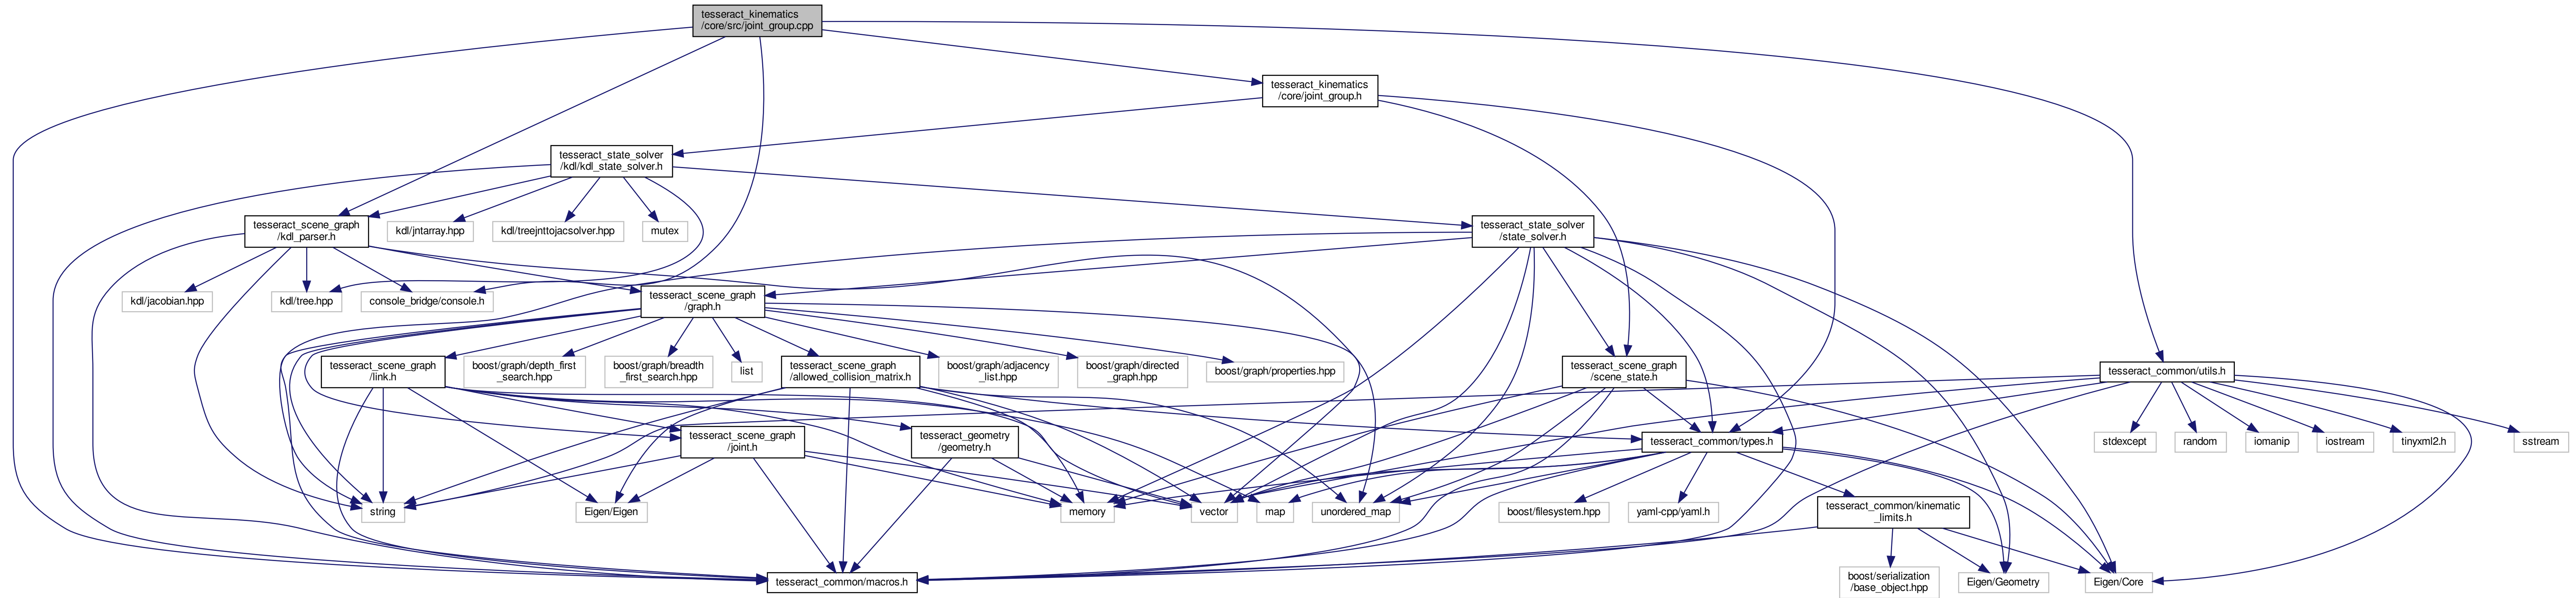 tesseract_kinematics
/core/src/joint_group.cpp
tesseract_kinematics
/core/joint_group.h
tesseract_state_solver
/kdl/kdl_state_solver.h
tesseract_scene_graph
/kdl_parser.h
kdl/jntarray.hpp
kdl/treejnttojacsolver.hpp
mutex
tesseract_state_solver
/state_solver.h
kdl/jacobian.hpp
kdl/tree.hpp
console_bridge/console.h
tesseract_scene_graph
/graph.h
tesseract_scene_graph
/link.h
boost/graph/depth_first
_search.hpp
boost/graph/breadth
_first_search.hpp
list
tesseract_scene_graph
/allowed_collision_matrix.h
boost/graph/adjacency
_list.hpp
boost/graph/directed
_graph.hpp
boost/graph/properties.hpp
tesseract_scene_graph
/scene_state.h
tesseract_common/utils.h
tesseract_scene_graph
/joint.h
tesseract_geometry
/geometry.h
tesseract_common/types.h
stdexcept
random
iomanip
iostream
tinyxml2.h
sstream
string
Eigen/Eigen
memory
vector
map
unordered_map
boost/filesystem.hpp
yaml-cpp/yaml.h
tesseract_common/kinematic
_limits.h
tesseract_common/macros.h
boost/serialization
/base_object.hpp
Eigen/Geometry
Eigen/Core